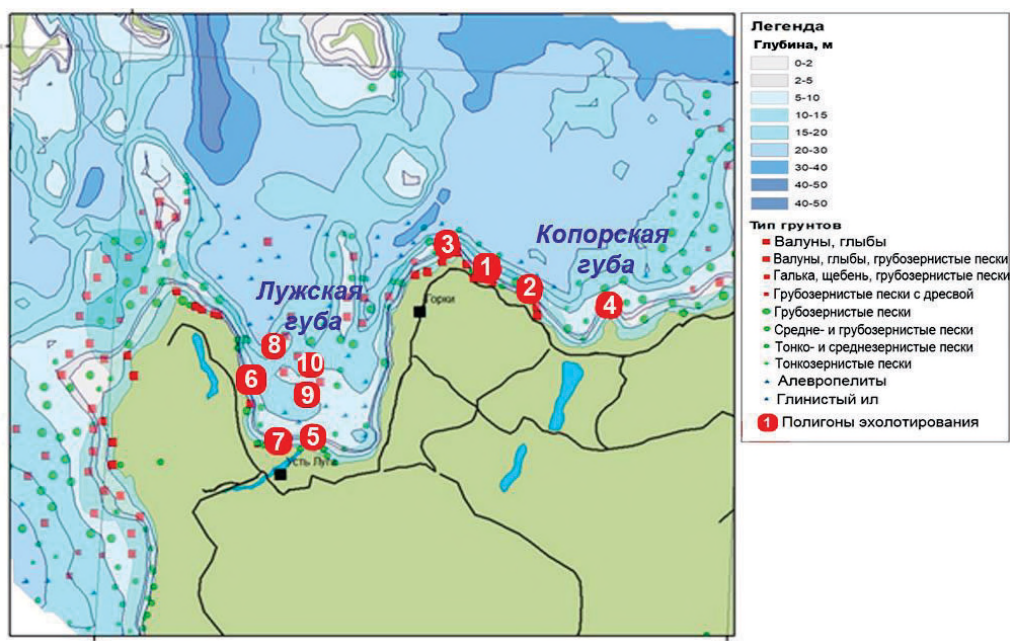 Копорская
губа
Лужская
губа
Горки
Усть Луга
3
1
2
4
8
10
6
9
7
5
Легенда
Глубина, м
0-2
2-5
5-10
10-15
15-20
20-30
30-40
40-50
40-50
Тип грунтов
Валуны, глыбы
Валуны, глыбы, грубозернистые пески
Галька, щебень, грубозернистые пески
Грубозернистые пески с дресвой
Грубозернистые пески
Средне- и грубозернистые пески
Тонко- и среднезернистые пески
Тонкозернистые пески
Алевропелиты
Глинистый ил
1 Полигоны эхолотирования